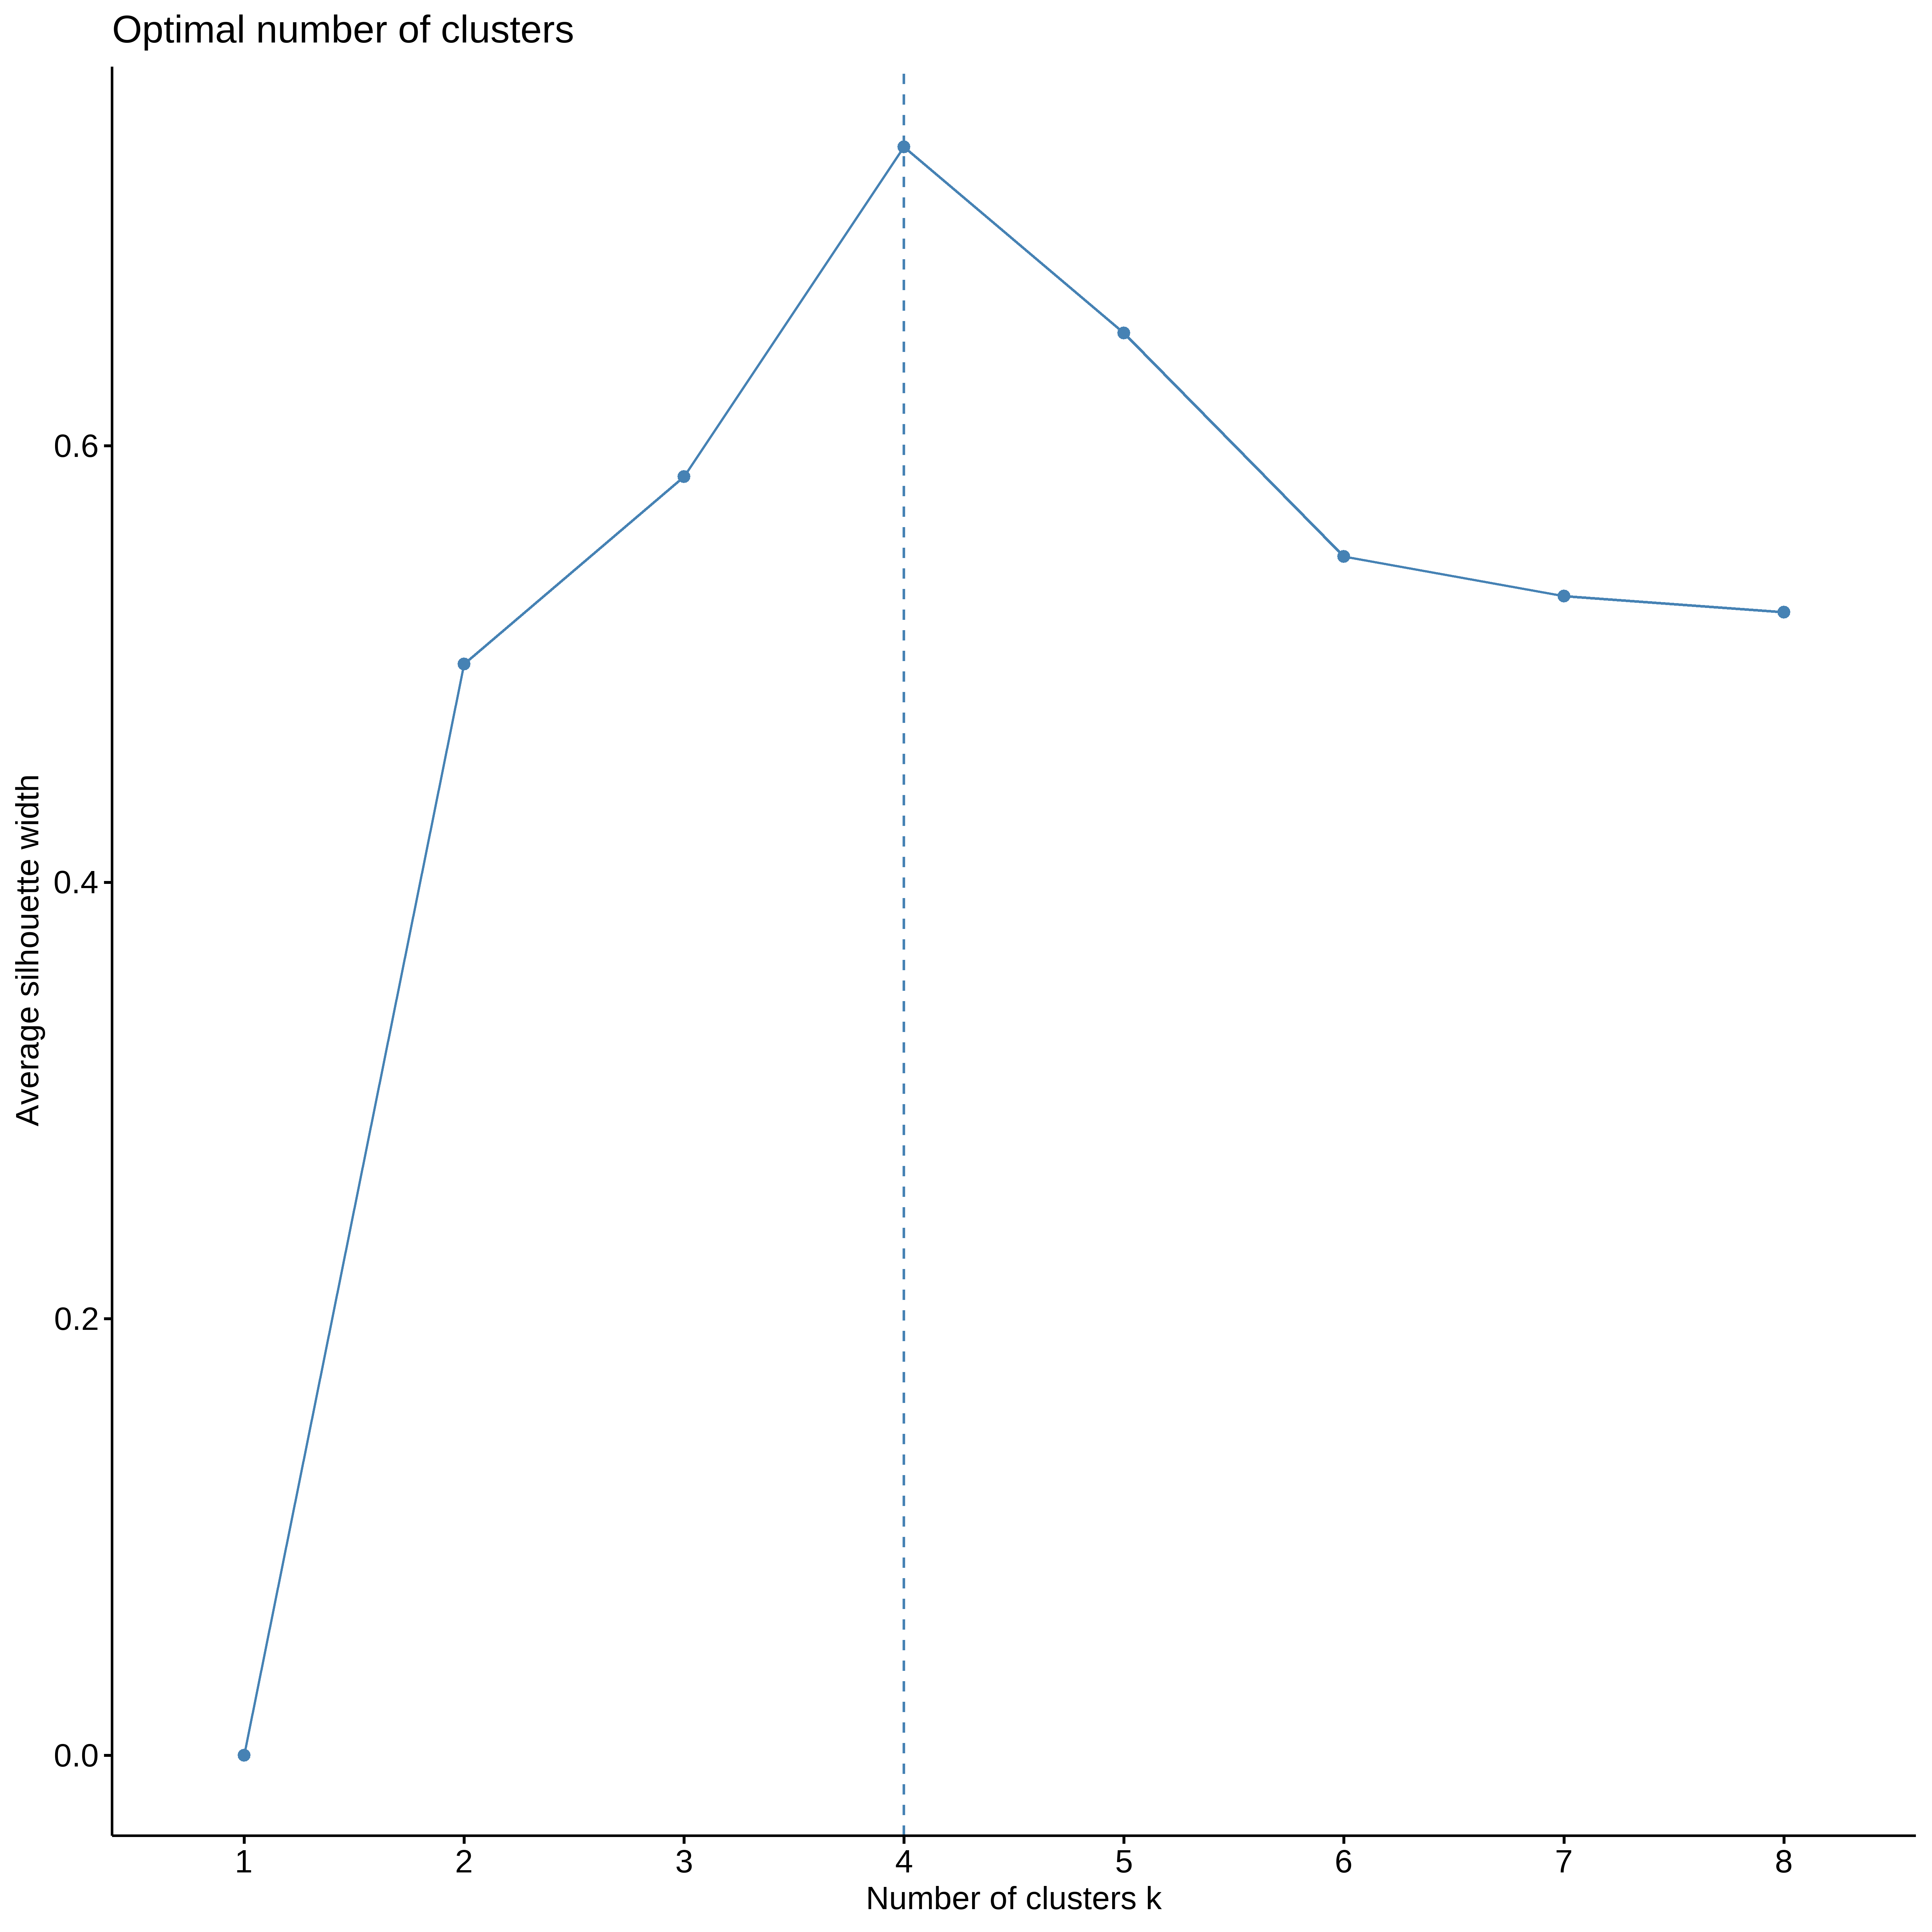 Optimal number of clusters
Average silhouette width
0.6
0.4
0.2
0.0
1 2 3 4 5 6 7 8
Number of clusters k